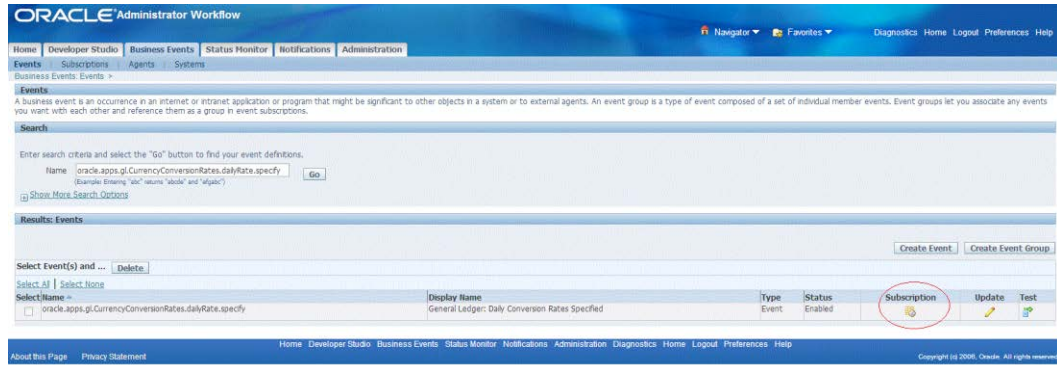 ORACLE Administrator Workflow
Navigator Favorites Diagnostics Home Logout Preferences Help
Home Developer Studio Business Events Status Monitor Notifications Administration
Events Subscriptions Agents Systems
Business Events: Events >
Events
A business event is an occurrence in an internet or intranet application or program that might be significant to other objects in a system or to external agents. An event group is a type of event composed of a set of individual member events. Event groups let you associate any events
you want with each other and reference them as a group in event subscriptions.
Search
Enter search criteria and select the "Go" button to find your event definitions.
Name oracle.apps.gl.CurrencyConversionRates.dailyRate.specify Go
(Example: Entering "abc" returns "abcde" and "afgabc")
Show More Search Options
Results: Events
Create Event Create Event Group
Select Event(s) and ... Delete
Select All | Select None
Select Name Display Name Type Status Subscription Update Test
oracle.apps.gl.CurrencyConversionRates.dailyRate.specify General Ledger: Daily Conversion Rates Specified Event Enabled
Home Developer Studio Business Events Status Monitor Notifications Administration Diagnostics Home Logout Preferences Help
About this Page Privacy Statement Copyright (c) 2006, Oracle. All rights reserved